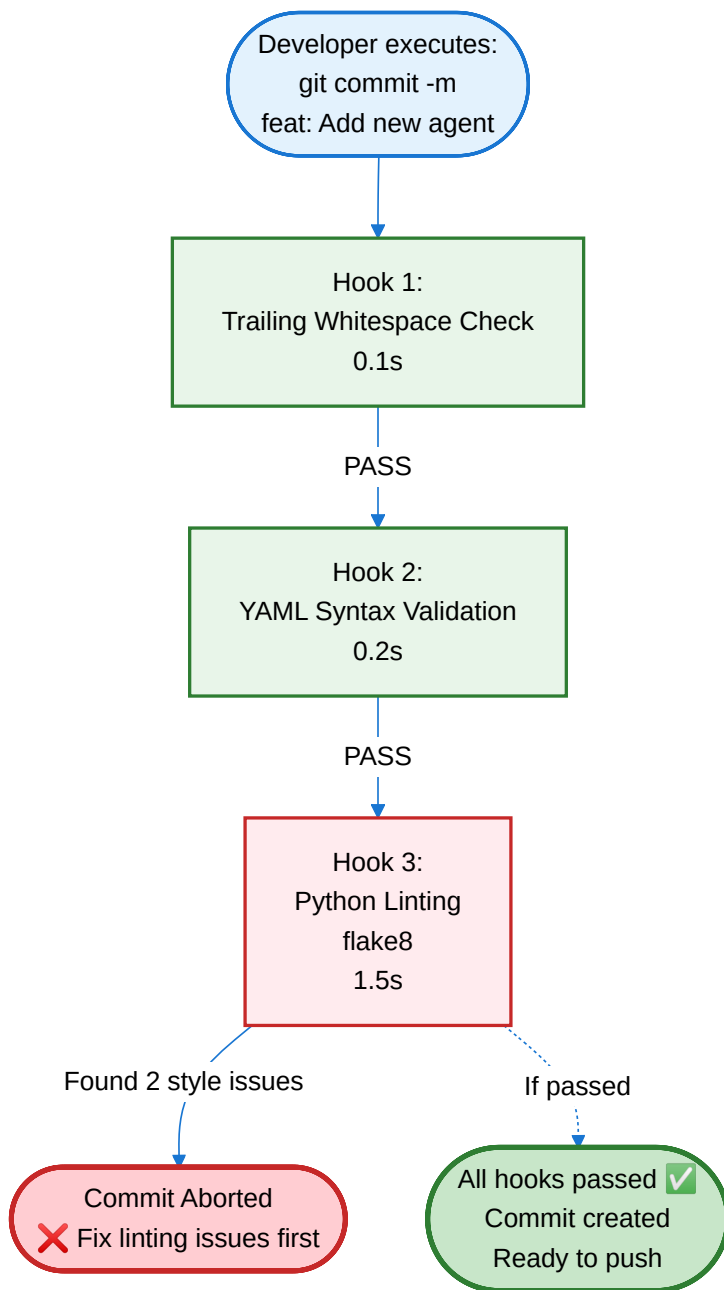 Developer executes:
git commit -m
feat: Add new agent
Hook 1:
Trailing Whitespace Check
0.1s
PASS
Hook 2:
YAML Syntax Validation
0.2s
PASS
Hook 3:
Python Linting
flake8
1.5s
Found 2 style issues
If passed
Commit Aborted
❌ Fix linting issues first
All hooks passed ✅
Commit created
Ready to push